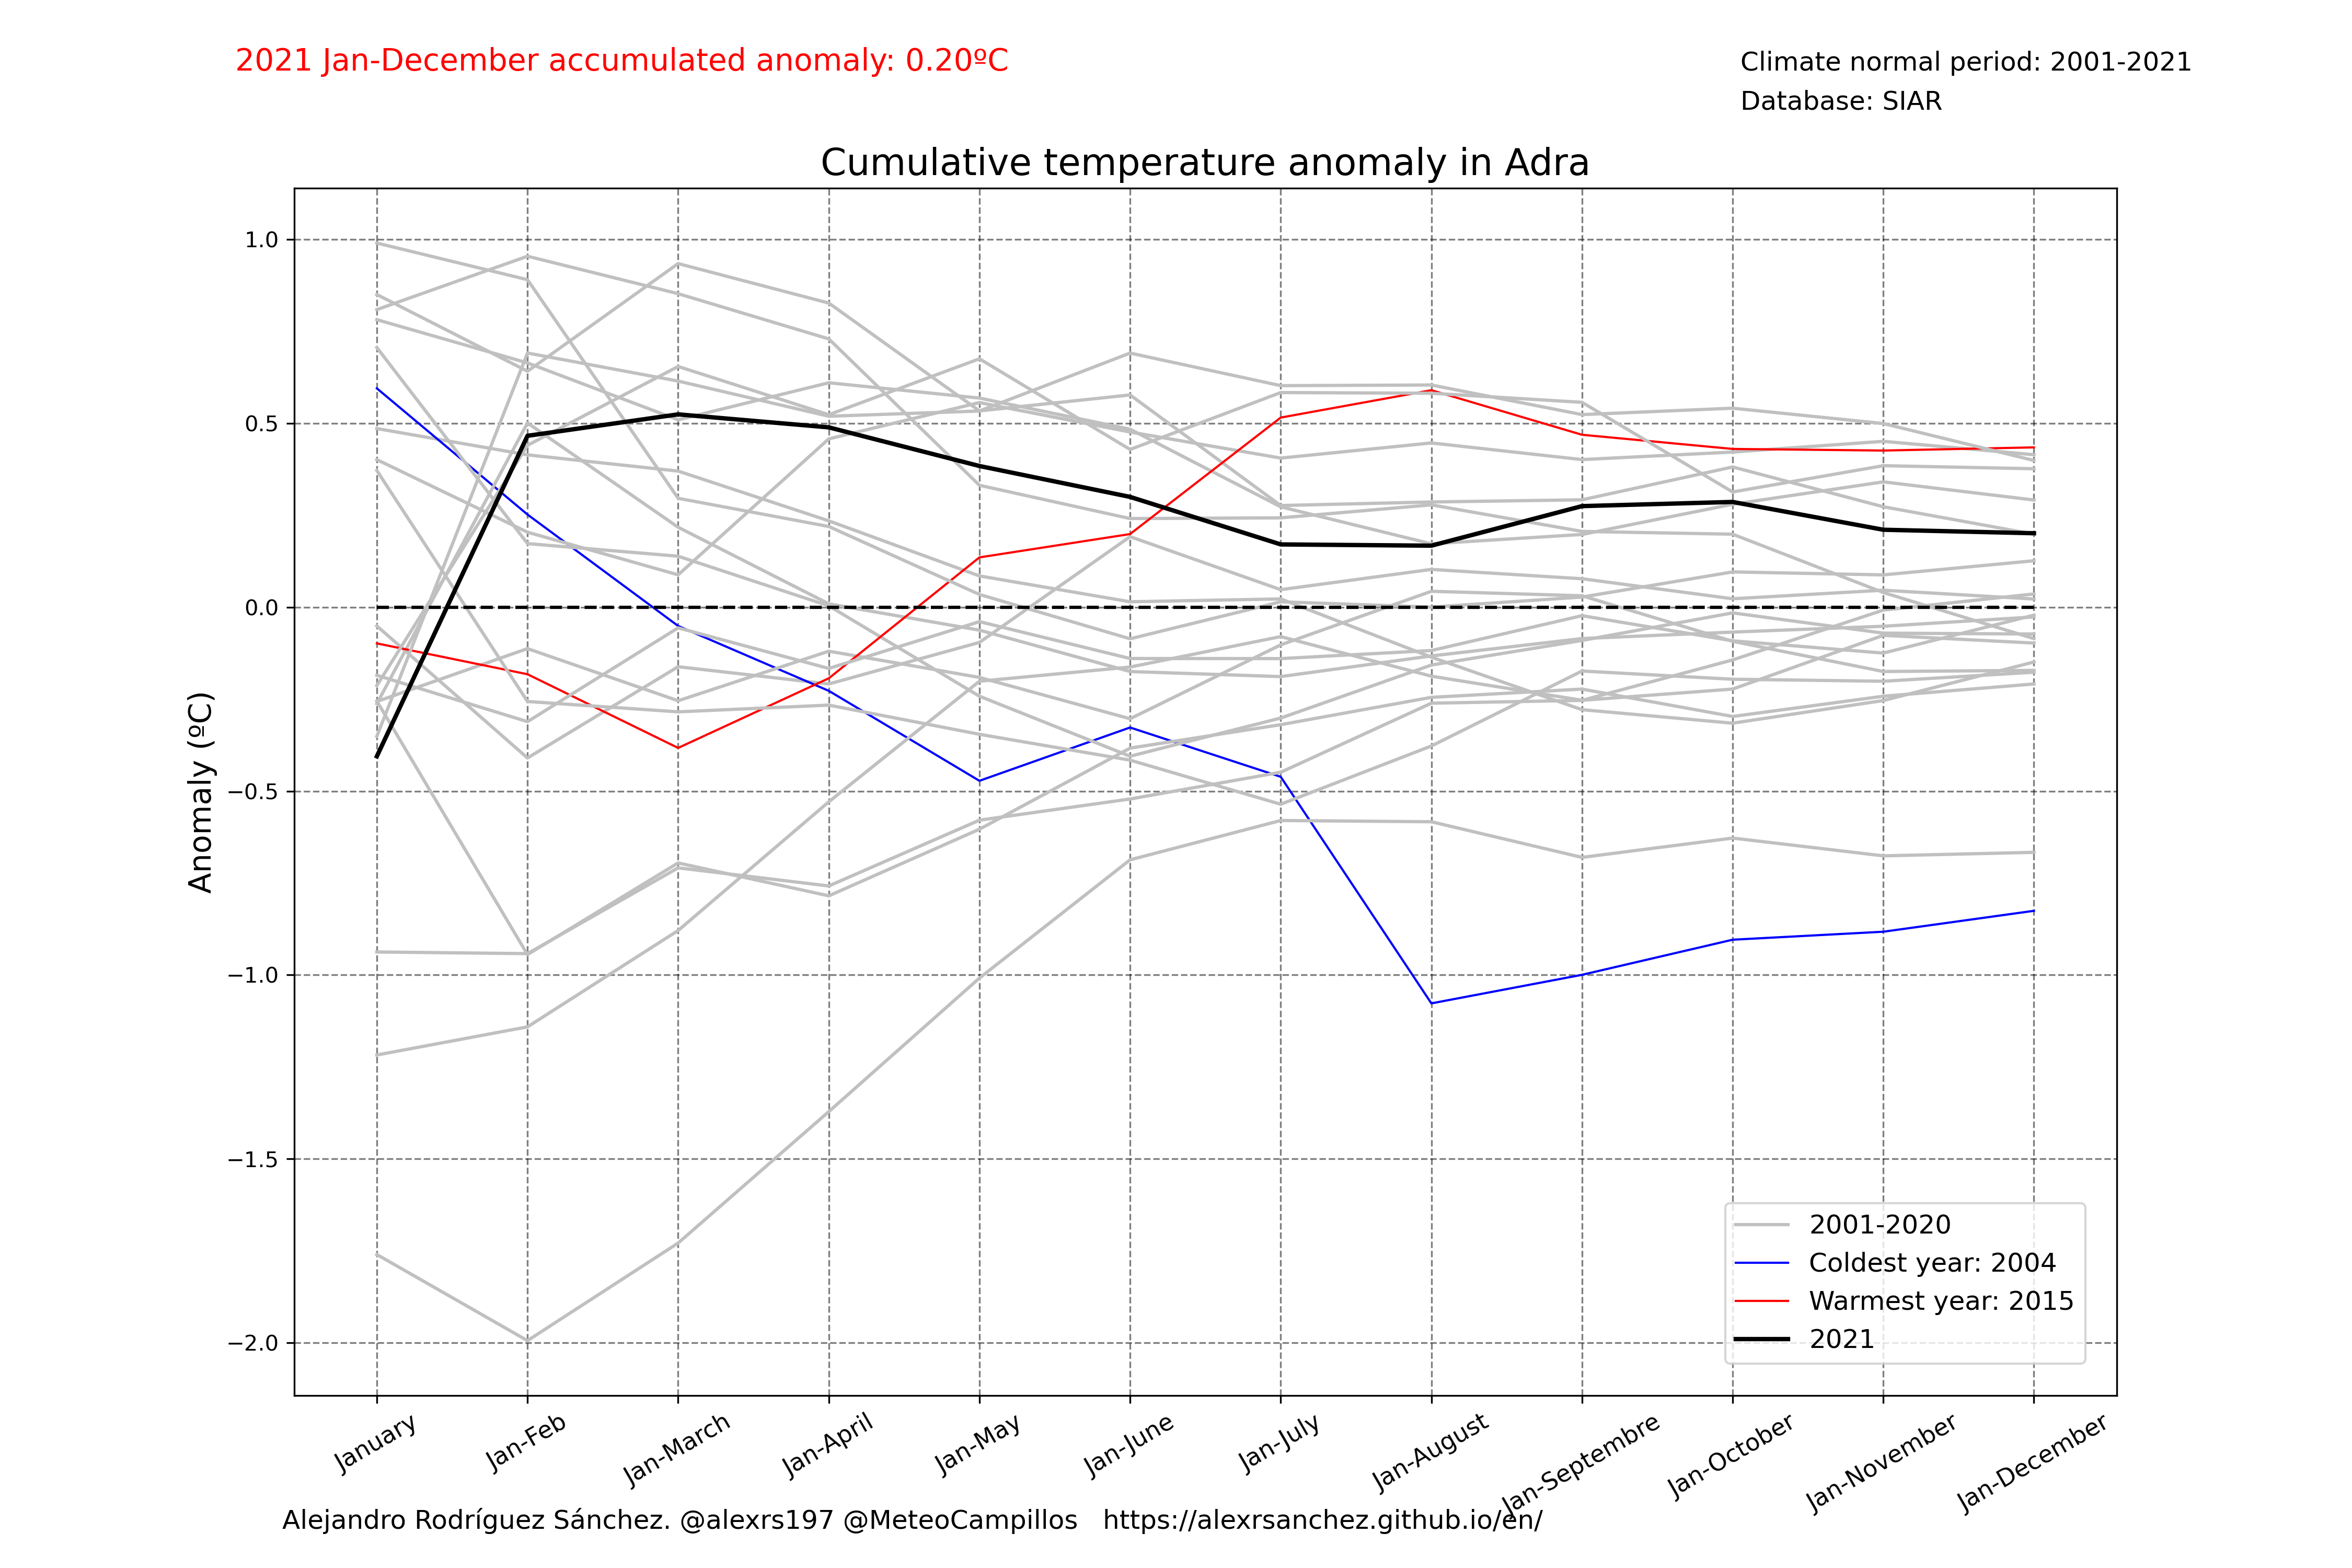 2021 Jan-December accumulated anomaly: 0.20ºC
Climate normal period: 2001-2021
Database: SIAR
Cumulative temperature anomaly in Adra
1.0
0.5
0.0
−0.5
−1.0
−1.5
−2.0
Anomaly (ºC)
2001-2020
Coldest year: 2004
Warmest year: 2015
2021
January
Jan-Feb
Jan-March
Jan-April
Jan-May
Jan-June
Jan-July
Jan-August
Jan-Septembre
Jan-October
Jan-November
Jan-December
Alejandro Rodríguez Sánchez. @alexrs197 @MeteoCampillos   https://alexrsanchez.github.io/en/